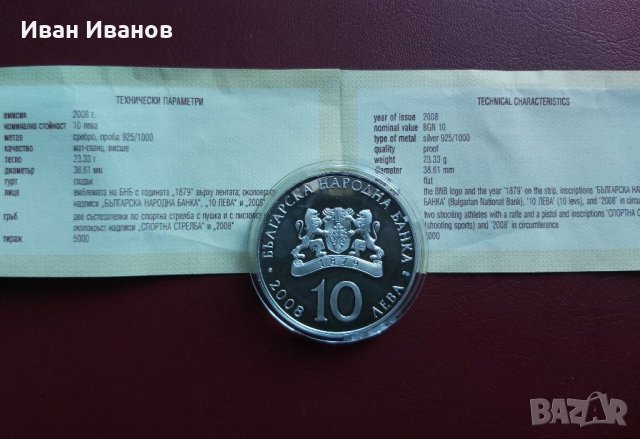 Иван Иванов
ТЕХНИЧЕСКИ ПАРАМЕТРИ
емисия 2008 г.
номинална стойност 10 лева
метал сребро, проба 925/1000
качество мат-гланц, висше
тегло 23.33 г
диаметър 38.61 мм
гурт гладък
лице емблемата на БНБ с годината „1879” върху лентата; околовръст
надписи „БЪЛГАРСКА НАРОДНА БАНКА”, „10 ЛЕВА” и „2008”
гръб две състезателки по спортна стрелба с пушка и с пистолет
околовръст надписи „СПОРТНА СТРЕЛБА” и „2008”
тираж 5000
TECHNICAL CHARACTERISTICS
year of issue 2008
nominal value BGN 10
type of metal silver 925/1000
quality proof
weight 23.33 g
diameter 38.61 mm
flat
the BNB logo and the year '1879' on the strip, inscriptions 'БЪЛГАРСКА НАРОДНА
БАНКА' (Bulgarian National Bank), '10 ЛЕВА' (10 levs), and '2008' in circumference
two shooting athletes with a rifle and a pistol and inscriptions 'СПОРТНА
(shooting sports) and '2008' in circumference
БЪЛГАРСКА НАРОДНА БАНКА
1879
2008 10 ЛЕВА
BAZAR